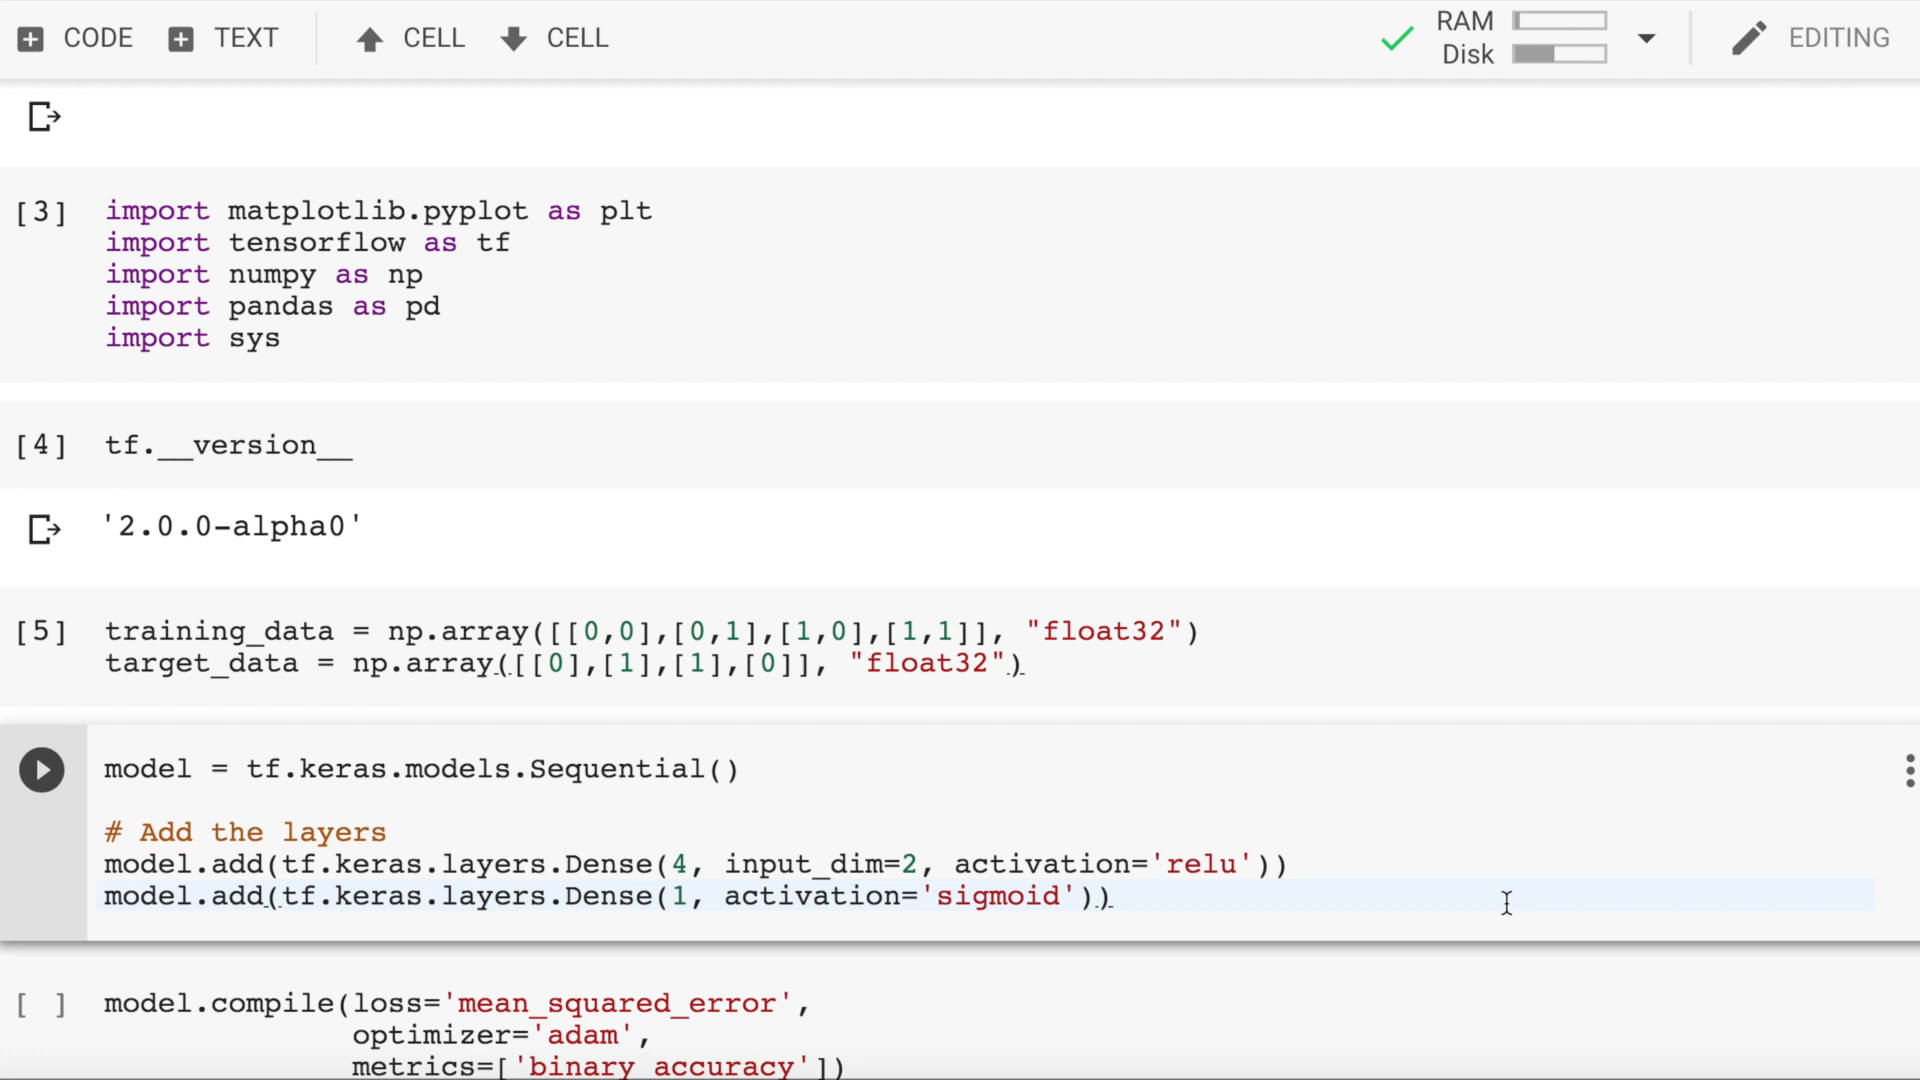 CODE TEXT CELL CELL RAM Disk EDITING
[3] import matplotlib.pyplot as plt
import tensorflow as tf
import numpy as np
import pandas as pd
import sys
[4] tf.__version__
'2.0.0-alpha0'
[5] training_data = np.array([[0,0],[0,1],[1,0],[1,1]], "float32")
target_data = np.array([[0],[1],[1],[0]], "float32")
model = tf.keras.models.Sequential()
# Add the layers
model.add(tf.keras.layers.Dense(4, input_dim=2, activation='relu'))
model.add(tf.keras.layers.Dense(1, activation='sigmoid'))
[ ] model.compile(loss='mean_squared_error',
optimizer='adam',
metrics=['binary_accuracy'])